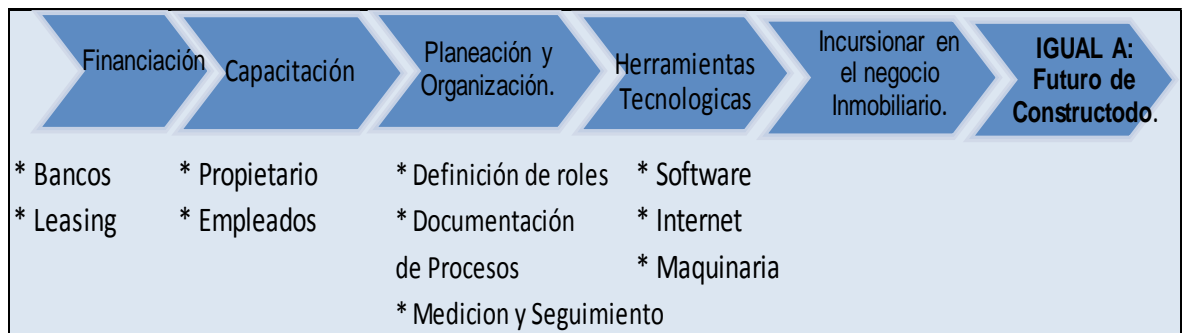 Financiación
Capacitación
Planeación y
Organización.
Herramientas
Tecnologicas
Incursionar en
el negocio
Inmobiliario.
IGUAL A:
Futuro de
Constructodo.
* Bancos
* Leasing
* Propietario
* Empleados
* Definición de roles
* Documentación
de Procesos
* Medicion y Seguimiento
* Software
* Internet
* Maquinaria